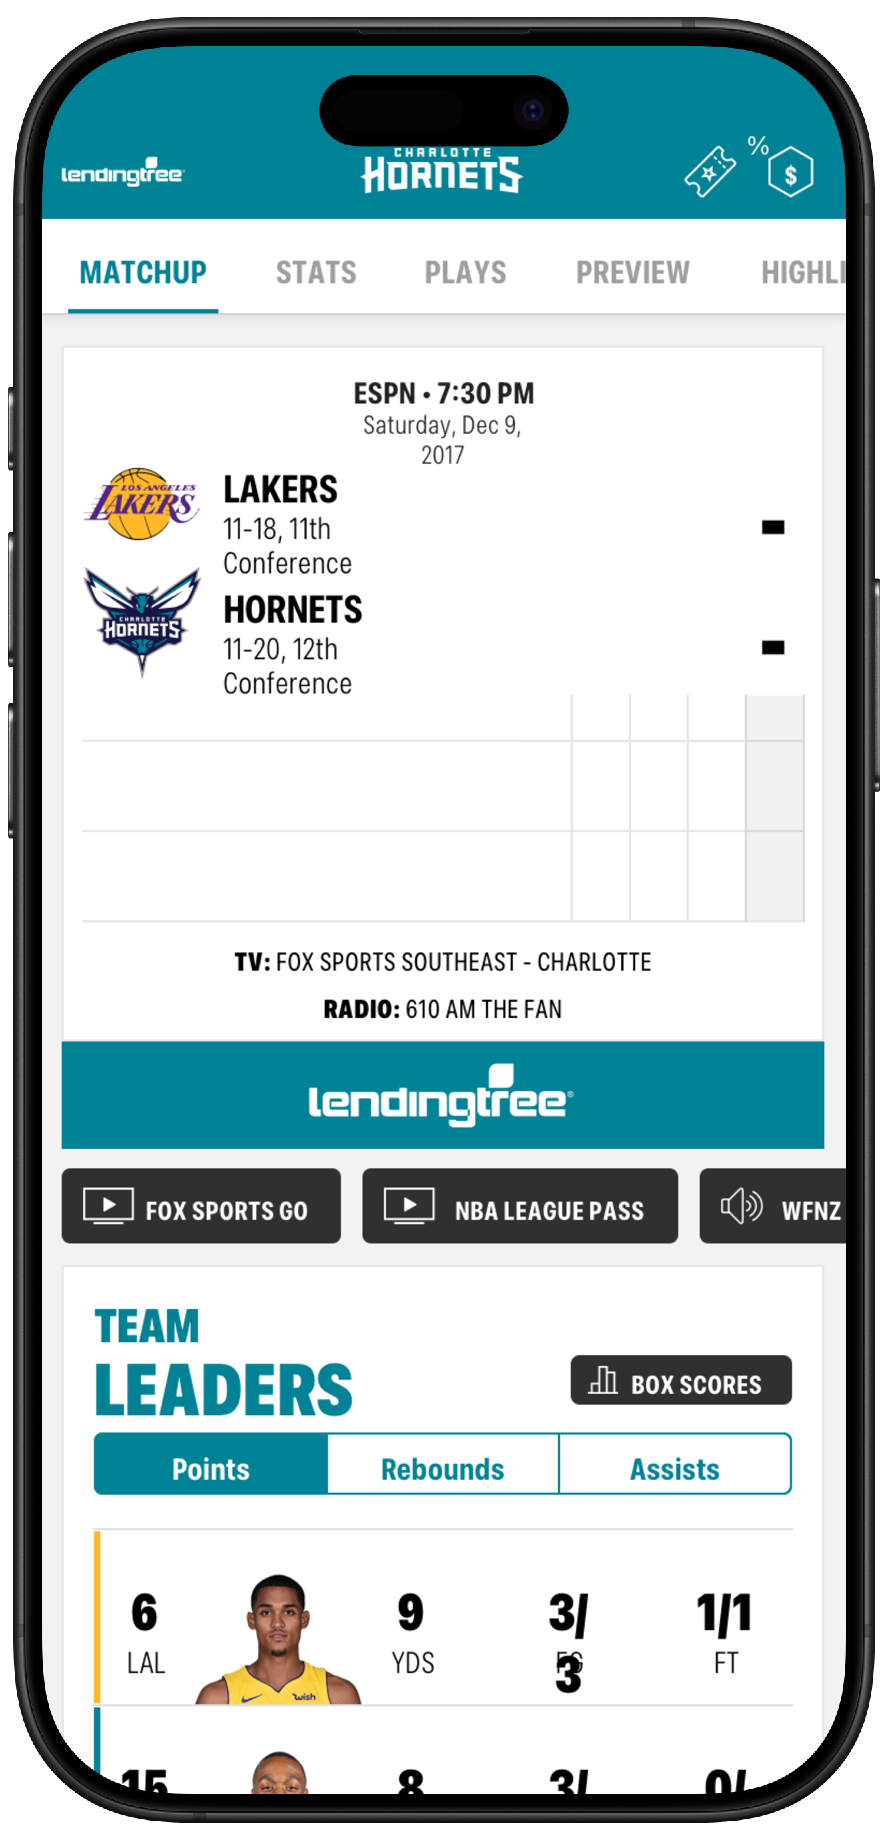 lendingtree
CHARLOTTE
HORNETS
%
$
MATCHUP STATS PLAYS PREVIEW HIGHLI
ESPN • 7:30 PM
Saturday, Dec 9,
2017
LOS ANGELES
LAKERS
LAKERS
11-18, 11th
Conference
CHARLOTTE
HORNETS
HORNETS
11-20, 12th
Conference
TV: FOX SPORTS SOUTHEAST - CHARLOTTE
RADIO: 610 AM THE FAN
lendingtree®
FOX SPORTS GO
NBA LEAGUE PASS
WFNZ
TEAM
LEADERS
BOX SCORES
Points Rebounds Assists
6 9 3/ 1/1
LAL YDS FG FT
3
wish
15 8 3/ 0/